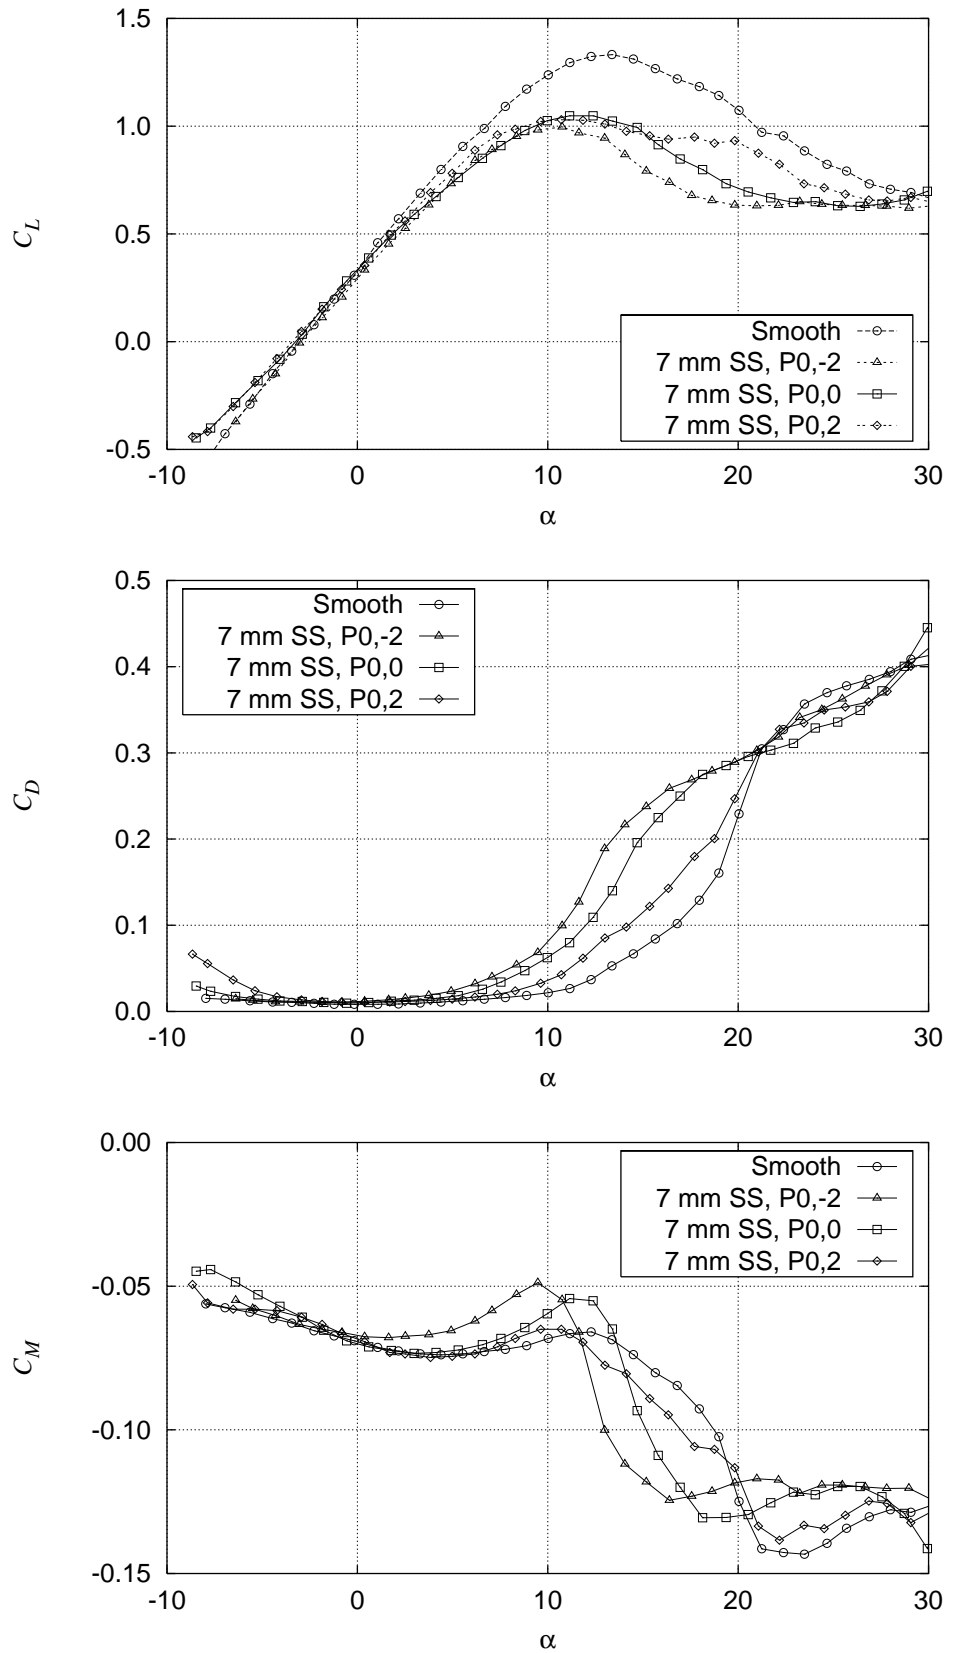 1.5
1.0
0.5
0.0
-0.5
C_L
Smooth
7 mm SS, P0,-2
7 mm SS, P0,0
7 mm SS, P0,2
-10 0 10 20 30
α
0.5
0.4
0.3
0.2
0.1
0.0
C_D
Smooth
7 mm SS, P0,-2
7 mm SS, P0,0
7 mm SS, P0,2
-10 0 10 20 30
α
0.00
-0.05
-0.10
-0.15
C_M
Smooth
7 mm SS, P0,-2
7 mm SS, P0,0
7 mm SS, P0,2
-10 0 10 20 30
α